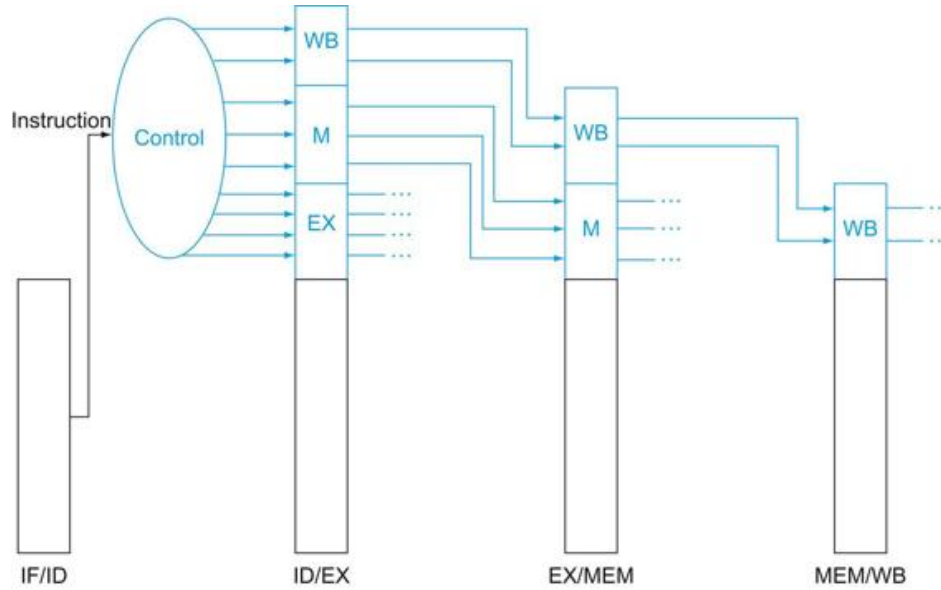 WB
Instruction
Control
M
WB
EX
...
...
...
...
M
...
...
...
WB
...
...
IF/ID
ID/EX
EX/MEM
MEM/WB